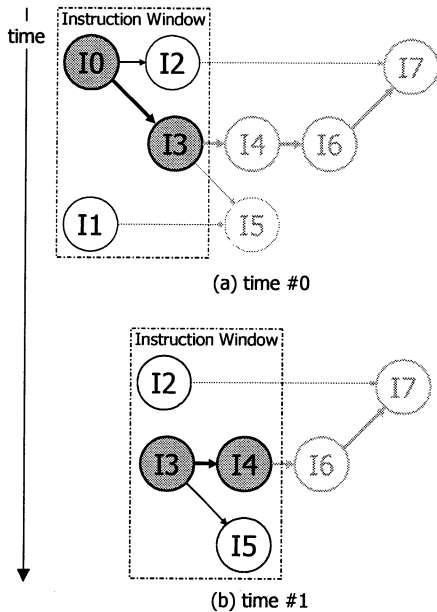 time
Instruction Window
I0
I2
I7
I3
I4
I6
I1
I5
(a) time #0
Instruction Window
I2
I7
I3
I4
I6
I5
(b) time #1